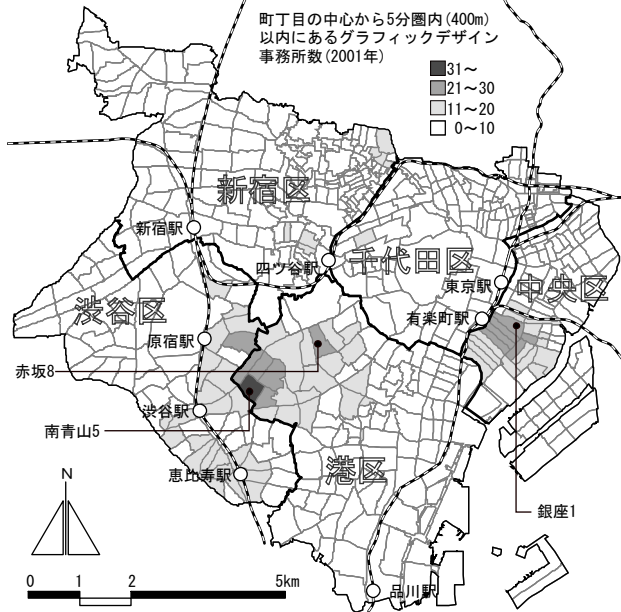 町丁目の中心から5分圏内(400m)
以内にあるグラフィックデザイン
事務所数(2001年)
31~
21~30
11~20
0~10
新宿区
新宿駅
四ツ谷駅
千代田区
東京駅
中央区
渋谷区
有楽町駅
原宿駅
赤坂8
渋谷駅
南青山5
恵比寿駅
港区
銀座1
N
0 1 2 5km
品川駅